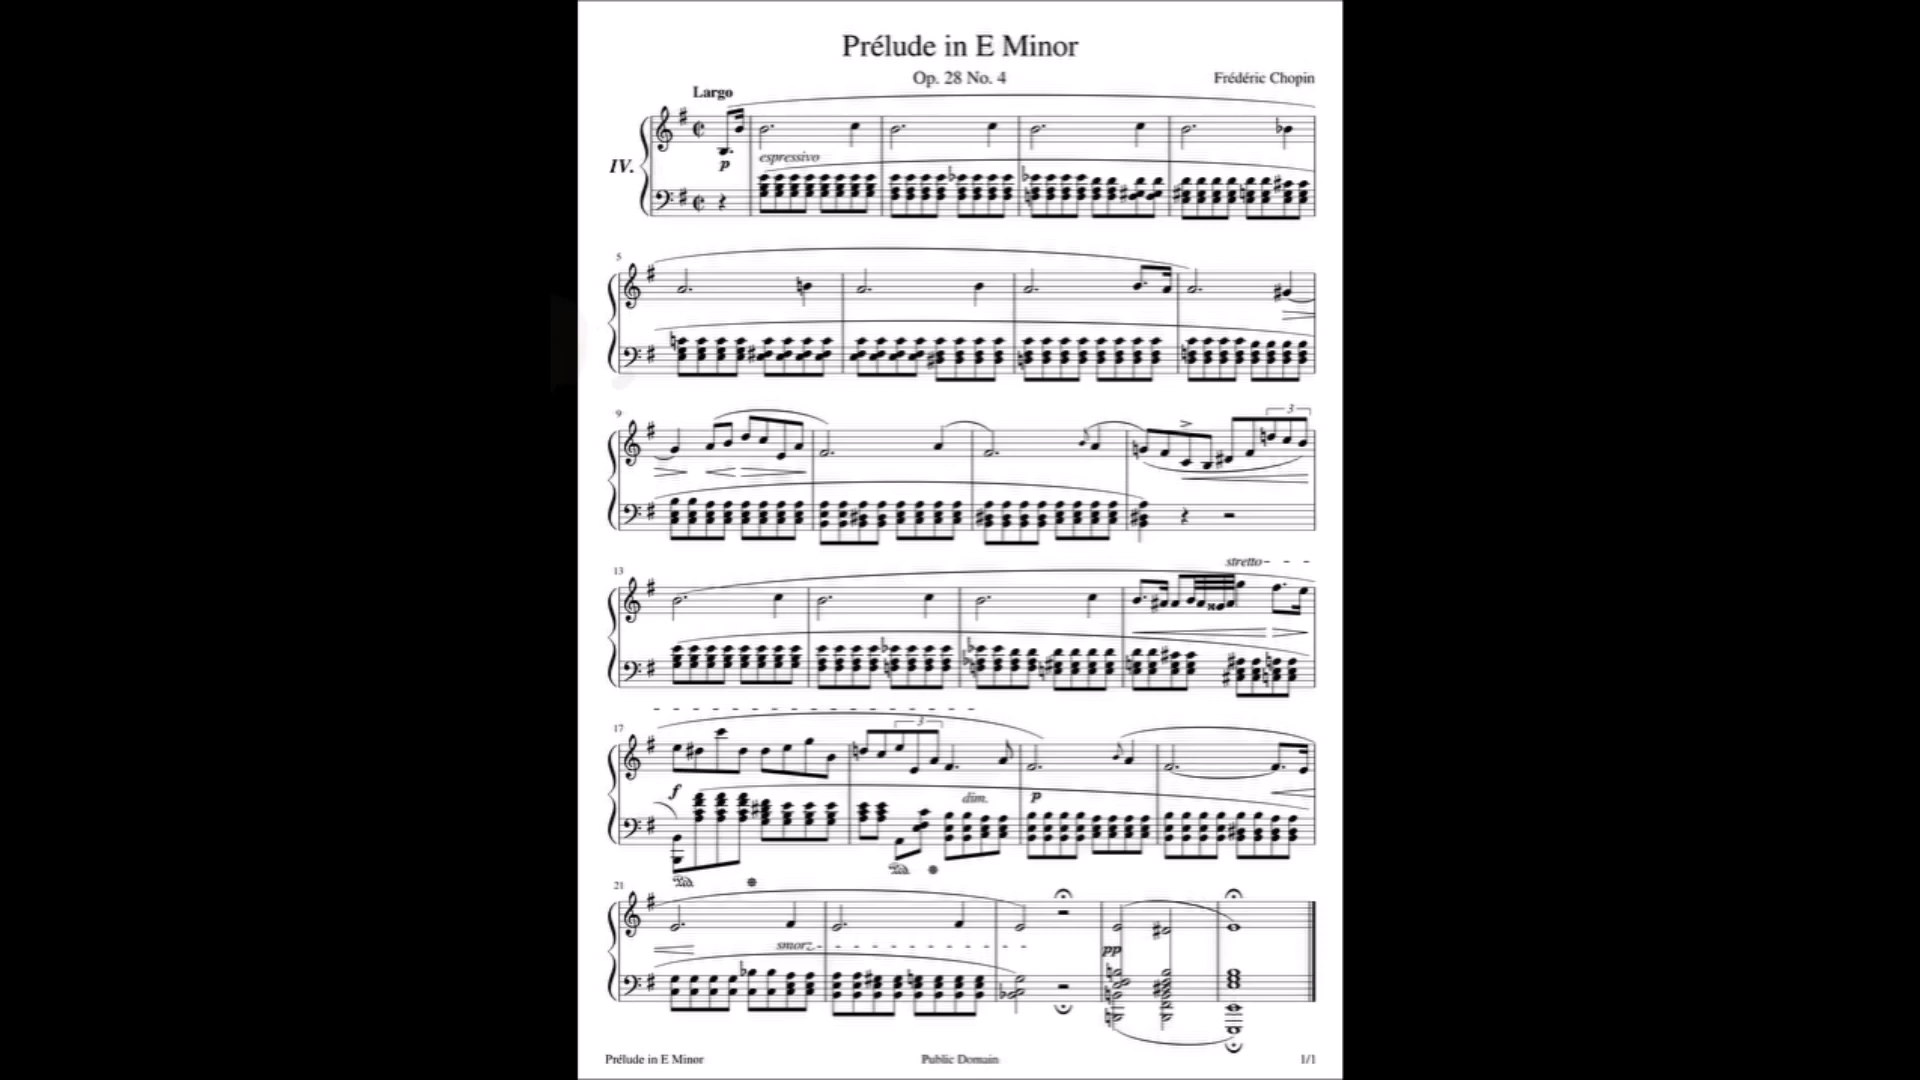 Prélude in E Minor
Op. 28 No. 4
Frédéric Chopin
Largo
IV.
p
espressivo
5
9
3
13
stretto
17
3
f
dim.
p
21
smorz.
pp
Prélude in E Minor
Public Domain
1/1